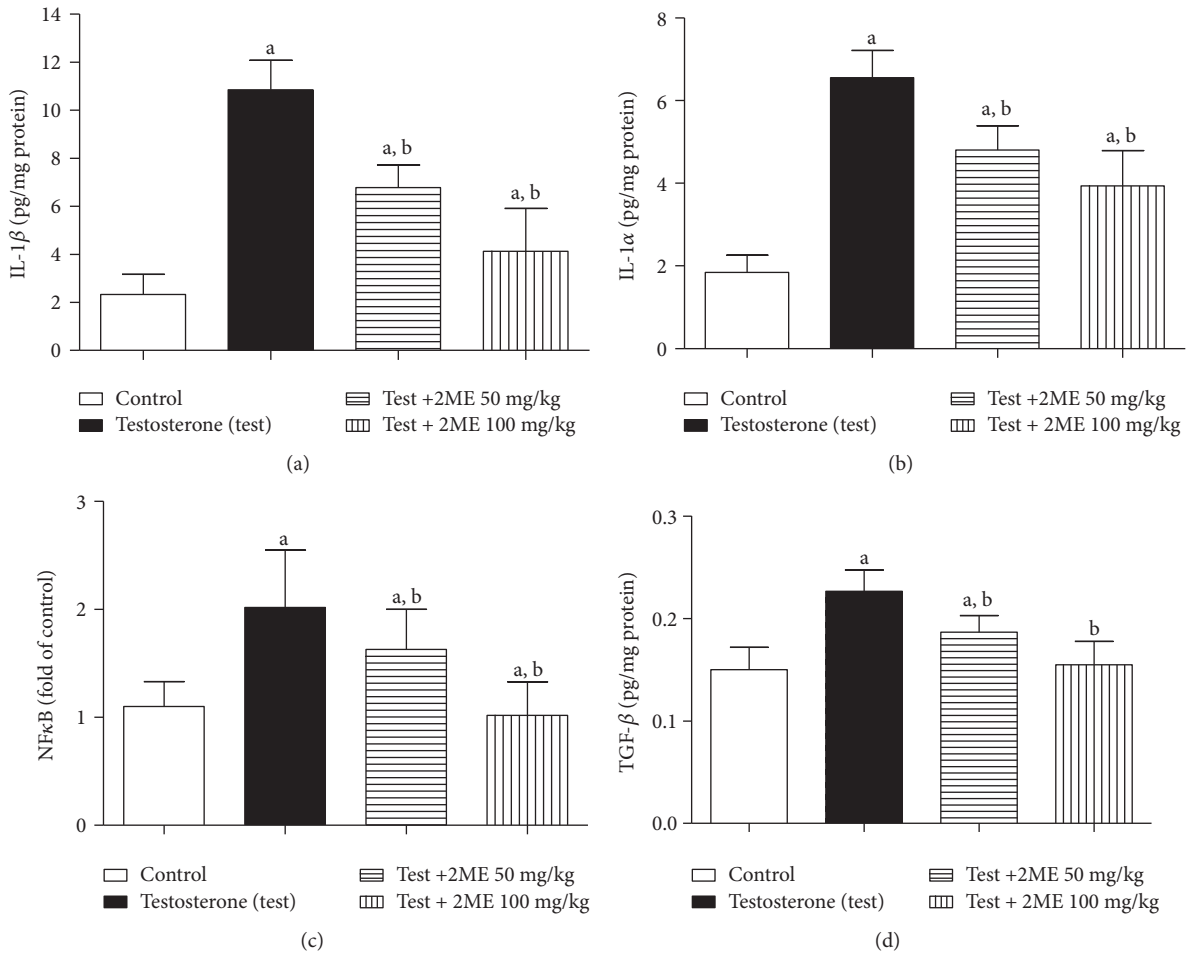 14
12
10
8
6
4
2
0
IL-1β (pg/mg protein)
a
a, b
a, b
Control
Testosterone (test)
Test +2ME 50 mg/kg
Test + 2ME 100 mg/kg
(a)
8
6
4
2
0
IL-1α (pg/mg protein)
a
a, b
a, b
Control
Testosterone (test)
Test +2ME 50 mg/kg
Test + 2ME 100 mg/kg
(b)
3
2
1
0
NFκB (fold of control)
a
a, b
a, b
Control
Testosterone (test)
Test +2ME 50 mg/kg
Test + 2ME 100 mg/kg
(c)
0.3
0.2
0.1
0.0
TGF-β (pg/mg protein)
a
a, b
b
Control
Testosterone (test)
Test +2ME 50 mg/kg
Test + 2ME 100 mg/kg
(d)